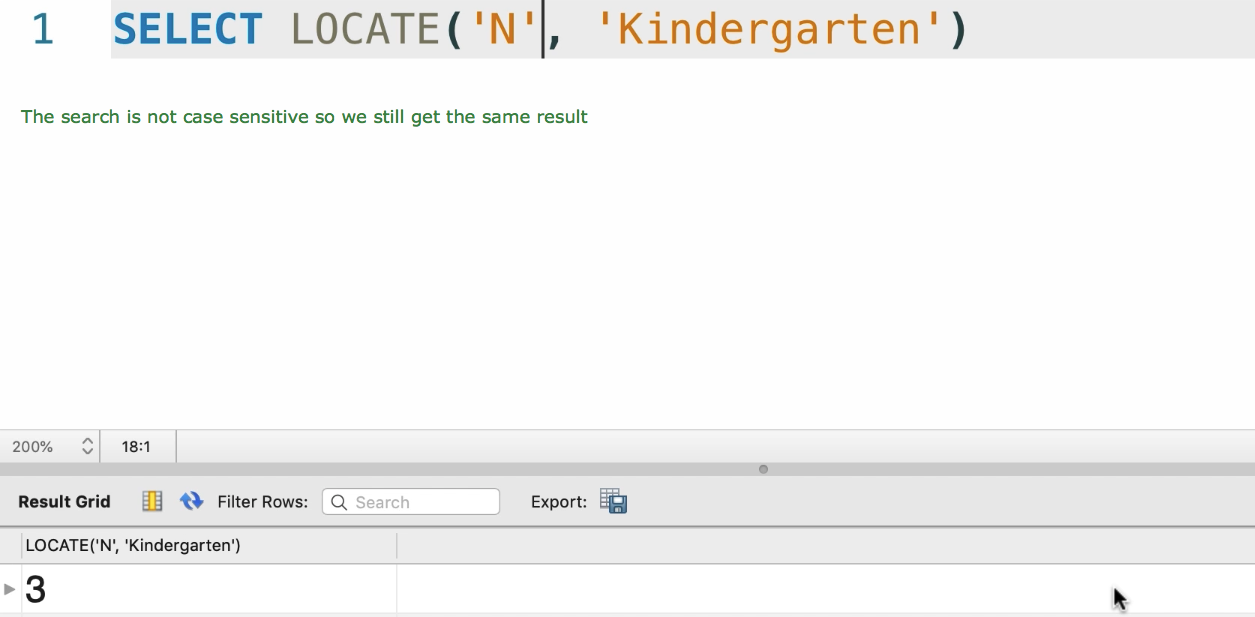 1 SELECT LOCATE('N', 'Kindergarten')
The search is not case sensitive so we still get the same result
200% 18:1
Result Grid Filter Rows: Search Export:
LOCATE('N', 'Kindergarten')
3